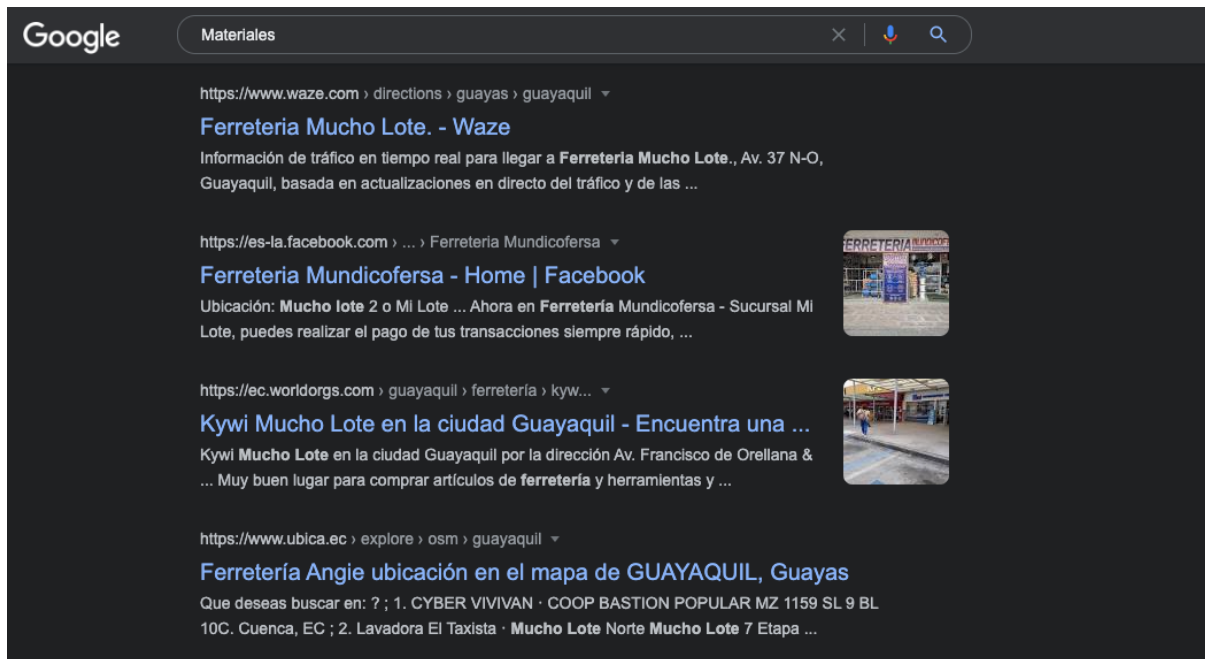 Google
Materiales
https://www.waze.com › directions › guayas › guayaquil
Ferreteria Mucho Lote. - Waze
Información de tráfico en tiempo real para llegar a Ferreteria Mucho Lote., Av. 37 N-O,
Guayaquil, basada en actualizaciones en directo del tráfico y de las ...
https://es-la.facebook.com › ... › Ferreteria Mundicofersa
Ferreteria Mundicofersa - Home | Facebook
Ubicación: Mucho lote 2 o Mi Lote ... Ahora en Ferretería Mundicofersa - Sucursal Mi
Lote, puedes realizar el pago de tus transacciones siempre rápido, ...
FERRETERIA
https://ec.worldorgs.com › guayaquil › ferretería › kyw...
Kywi Mucho Lote en la ciudad Guayaquil - Encuentra una ...
Kywi Mucho Lote en la ciudad Guayaquil por la dirección Av. Francisco de Orellana &
... Muy buen lugar para comprar artículos de ferretería y herramientas y ...
https://www.ubica.ec › explore › osm › guayaquil
Ferretería Angie ubicación en el mapa de GUAYAQUIL, Guayas
Que deseas buscar en: ? ; 1. CYBER VIVIVAN · COOP BASTION POPULAR MZ 1159 SL 9 BL
10C. Cuenca, EC ; 2. Lavadora El Taxista · Mucho Lote Norte Mucho Lote 7 Etapa ...